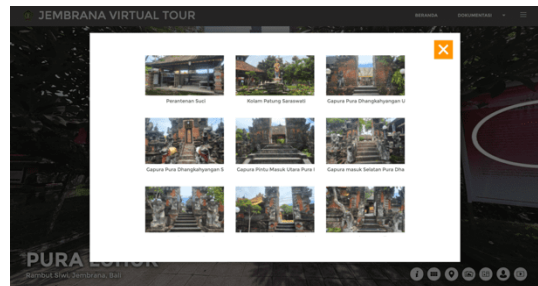 JEMBRANA VIRTUAL TOUR
BERANDA DOKUMENTASI
Perantenan Suci Kolam Patung Saraswati Gapura Pura Dhangkahyangan U
Gapura Pura Dhangkahyangan S Gapura Pintu Masuk Utara Pura Gapura masuk Selatan Pura Dha
PURA LUHUR
Rambut Siwi, Jembrana, Bali